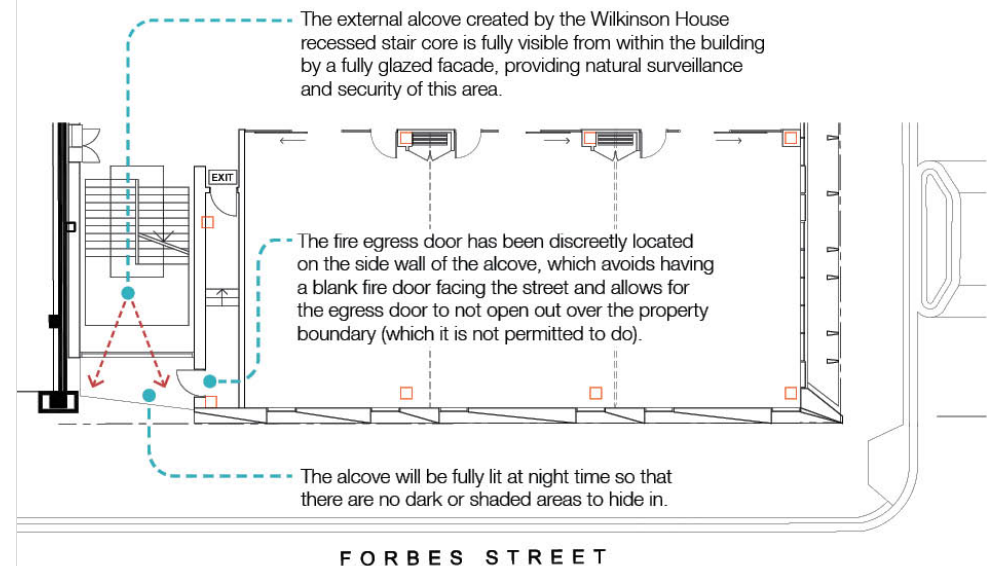 The external alcove created by the Wilkinson House
recessed stair core is fully visible from within the building
by a fully glazed facade, providing natural surveillance
and security of this area.
EXIT
The fire egress door has been discreetly located
on the side wall of the alcove, which avoids having
a blank fire door facing the street and allows for
the egress door to not open out over the property
boundary (which it is not permitted to do).
The alcove will be fully lit at night time so that
there are no dark or shaded areas to hide in.
FORBES STREET